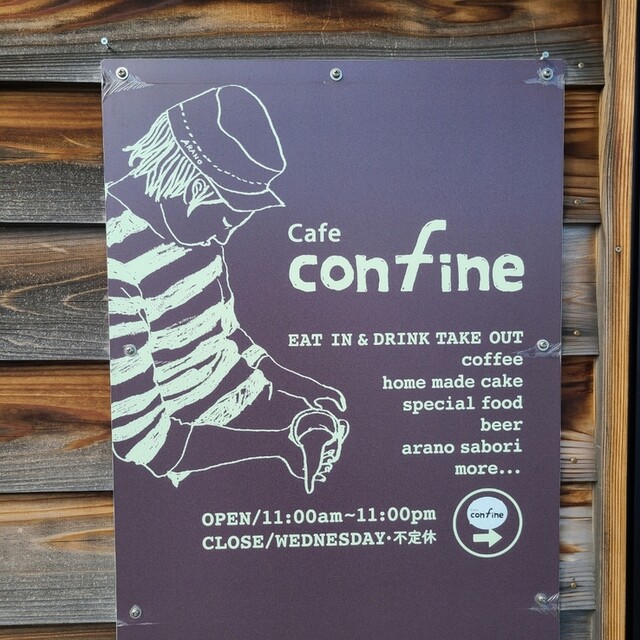 ARANO
Cafe
confine
EAT IN & DRINK TAKE OUT
coffee
home made cake
special food
beer
arano sabori
more...
OPEN/11:00am~11:00pm
CLOSE/WEDNESDAY·不定休
confine